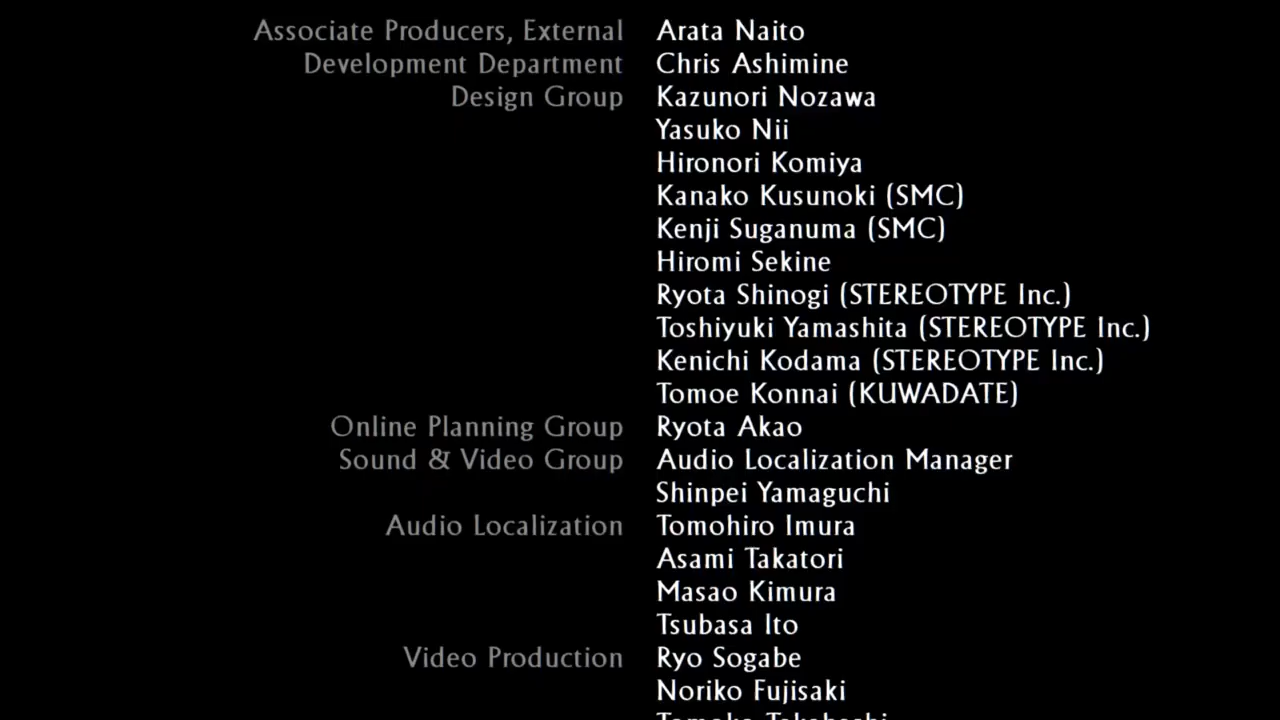 Associate Producers, External Arata Naito
Development Department Chris Ashimine
Design Group Kazunori Nozawa
Yasuko Nii
Hironori Komiya
Kanako Kusunoki (SMC)
Kenji Suganuma (SMC)
Hiromi Sekine
Ryota Shinogi (STEREOTYPE Inc.)
Toshiyuki Yamashita (STEREOTYPE Inc.)
Kenichi Kodama (STEREOTYPE Inc.)
Tomoe Konnai (KUWADATE)
Online Planning Group Ryota Akao
Sound & Video Group Audio Localization Manager
Shinpei Yamaguchi
Audio Localization Tomohiro Imura
Asami Takatori
Masao Kimura
Tsubasa Ito
Video Production Ryo Sogabe
Noriko Fujisaki